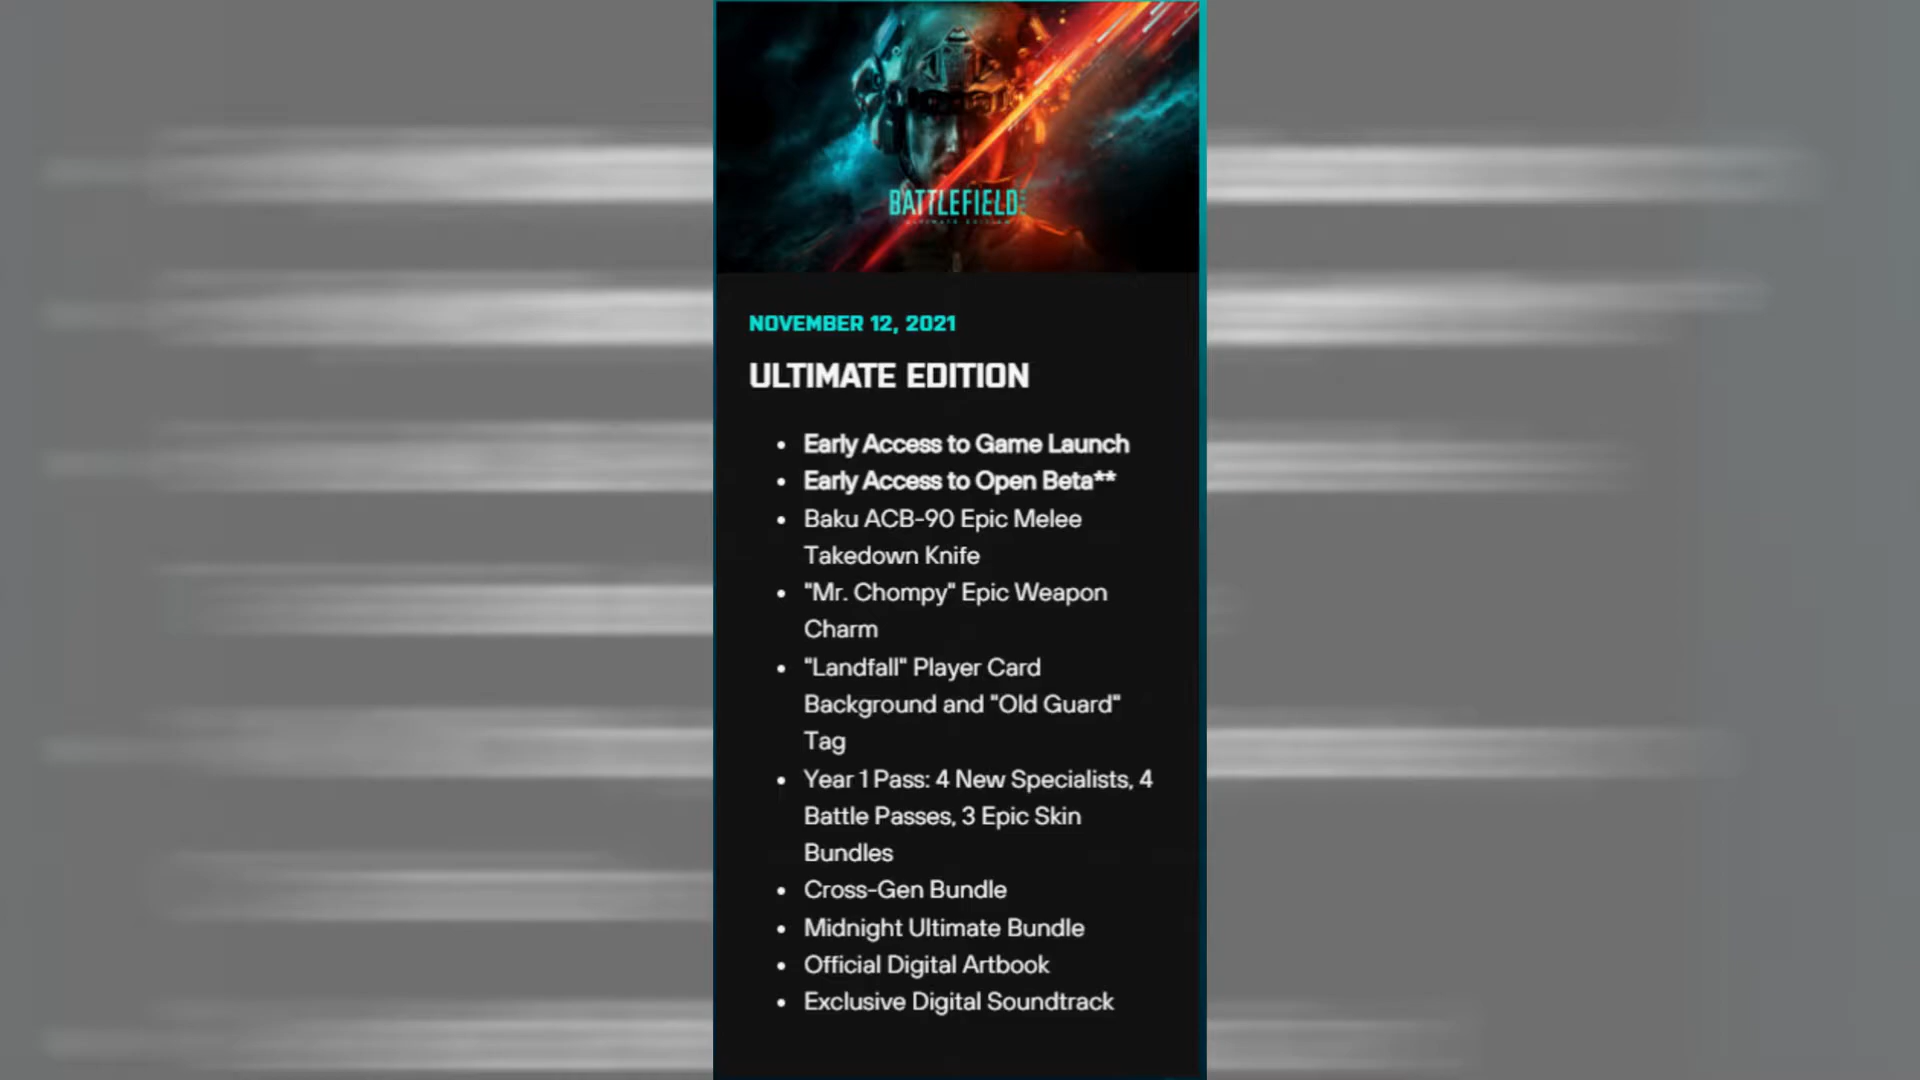 BATTLEFIELD
ULTIMATE EDITION
NOVEMBER 12, 2021
ULTIMATE EDITION
• Early Access to Game Launch
• Early Access to Open Beta**
• Baku ACB-90 Epic Melee
Takedown Knife
• "Mr. Chompy" Epic Weapon
Charm
• "Landfall" Player Card
Background and "Old Guard"
Tag
• Year 1 Pass: 4 New Specialists, 4
Battle Passes, 3 Epic Skin
Bundles
• Cross-Gen Bundle
• Midnight Ultimate Bundle
• Official Digital Artbook
• Exclusive Digital Soundtrack